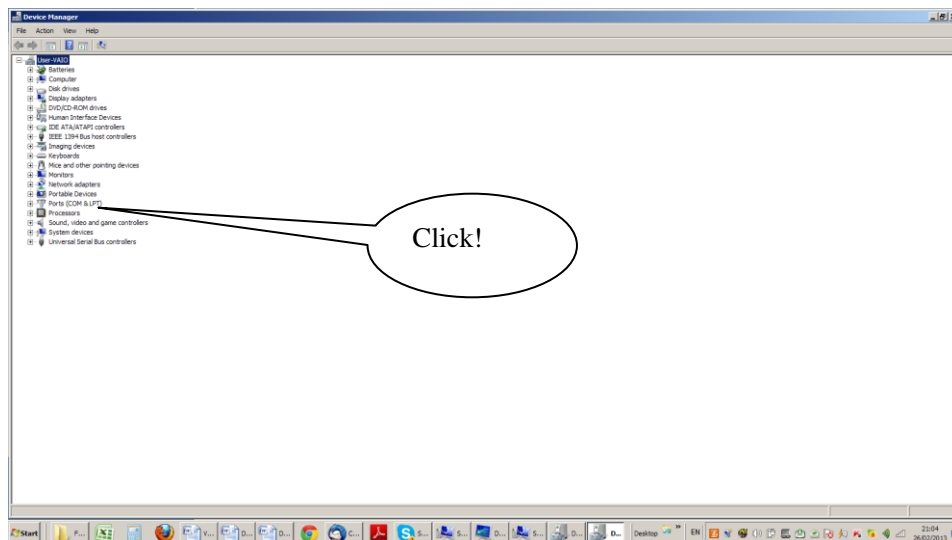 Device Manager
File Action View Help
User-VAIO
Batteries
Computer
Disk drives
Display adapters
DVD/CD-ROM drives
Human Interface Devices
IDE ATA/ATAPI controllers
IEEE 1394 Bus host controllers
Imaging devices
Keyboards
Mice and other pointing devices
Monitors
Network adapters
Portable Devices
Ports (COM & LPT)
Processors
Sound, video and game controllers
System devices
Universal Serial Bus controllers
Click!
Start F... V... D... D... C... S... S... D... S... D... D... Desktop » EN 21:04
26/02/2013